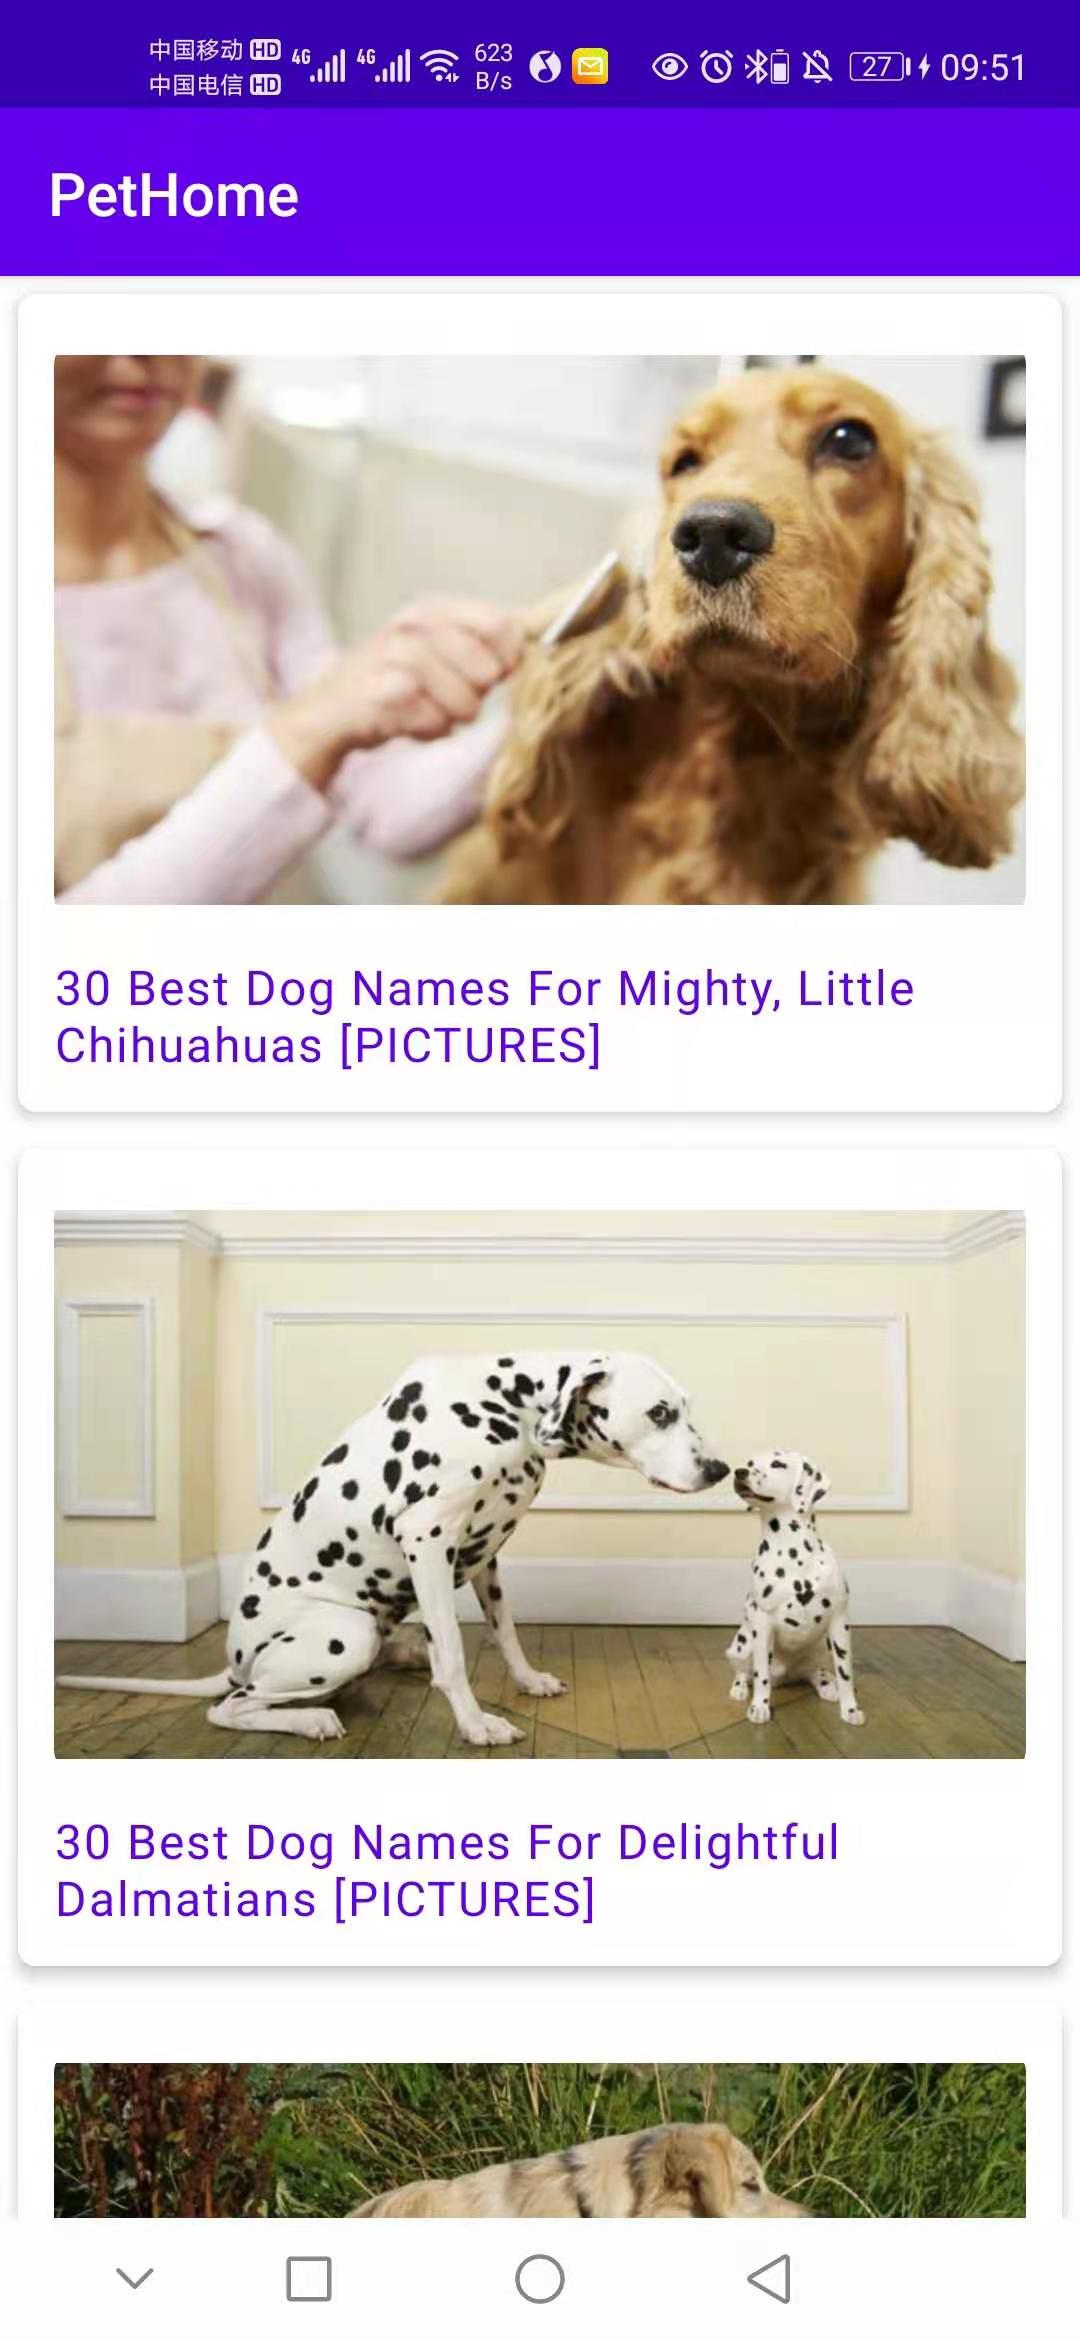 中国移动 HD
中国电信 HD
4G
4G
623
B/s
27
09:51
PetHome
30 Best Dog Names For Mighty, Little
Chihuahuas [PICTURES]
30 Best Dog Names For Delightful
Dalmatians [PICTURES]